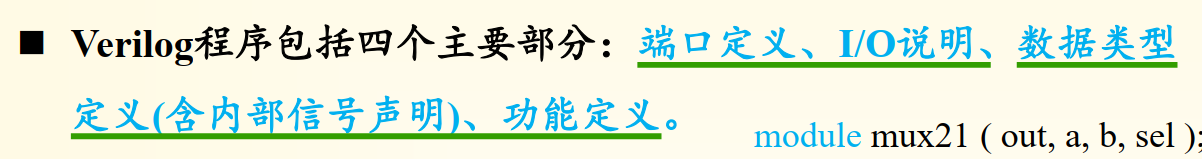 ■ Verilog程序包括四个主要部分：端口定义、I/O说明、数据类型
定义(含内部信号声明)、功能定义。
module mux21 ( out, a, b, sel );